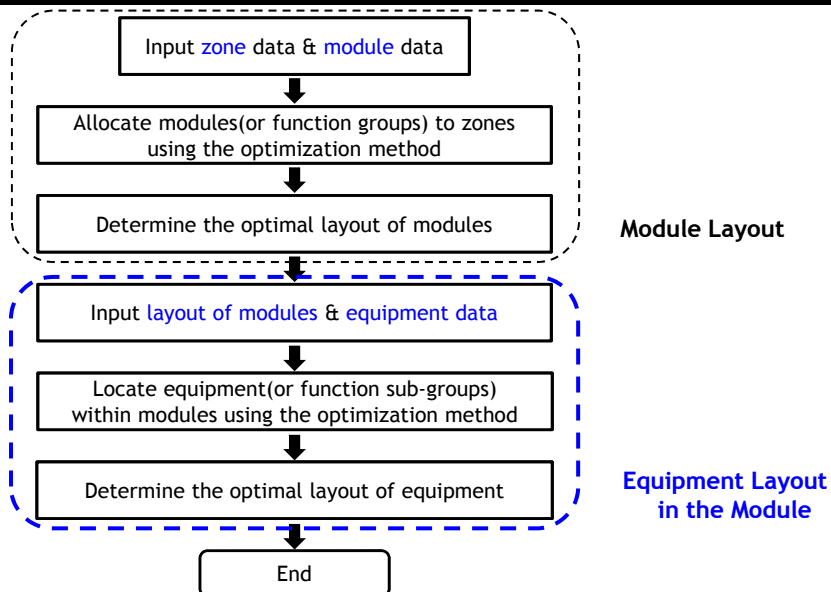 Input zone data & module data
Allocate modules(or function groups) to zones
using the optimization method
Determine the optimal layout of modules
Module Layout
Input layout of modules & equipment data
Locate equipment(or function sub-groups)
within modules using the optimization method
Determine the optimal layout of equipment
Equipment Layout
in the Module
End